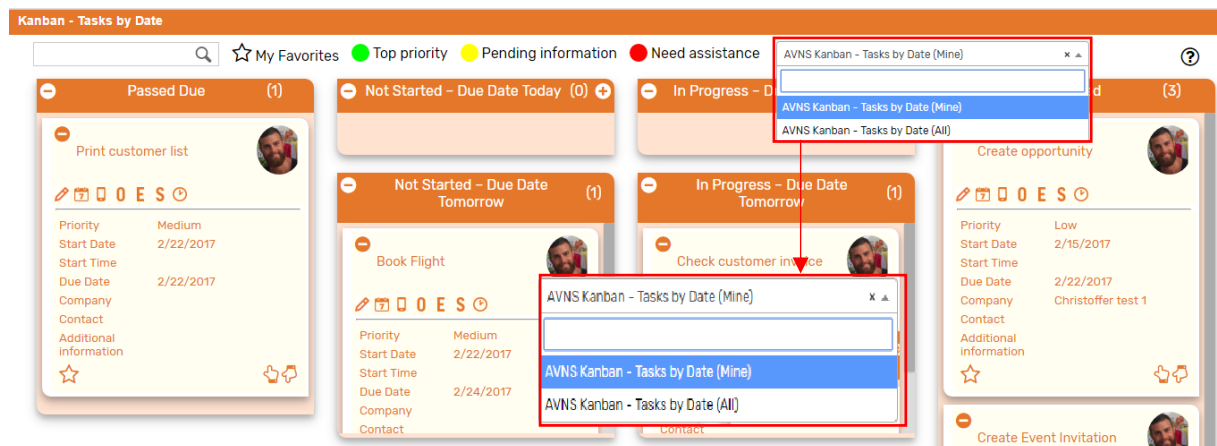 Kanban - Tasks by Date
My Favorites Top priority Pending information Need assistance AVNS Kanban - Tasks by Date (Mine) x
?
AVNS Kanban - Tasks by Date (Mine)
AVNS Kanban - Tasks by Date (All)
Passed Due (1)
Print customer list
7 O E S
Priority Medium
Start Date 2/22/2017
Start Time
Due Date 2/22/2017
Company
Contact
Additional
information
Not Started – Due Date Today (0)
Not Started – Due Date
Tomorrow (1)
Book Flight
7 O E S
Priority Medium
Start Date 2/22/2017
Start Time
Due Date 2/24/2017
Company
Contact
In Progress –
In Progress – Due Date
Tomorrow (1)
Check customer invoice
AVNS Kanban - Tasks by Date (Mine) x
AVNS Kanban - Tasks by Date (Mine)
AVNS Kanban - Tasks by Date (All)
Contact
(3)
Create opportunity
7 O E S
Priority Low
Start Date 2/15/2017
Start Time
Due Date 2/22/2017
Company Christoffer test 1
Contact
Additional
information
Create Event Invitation